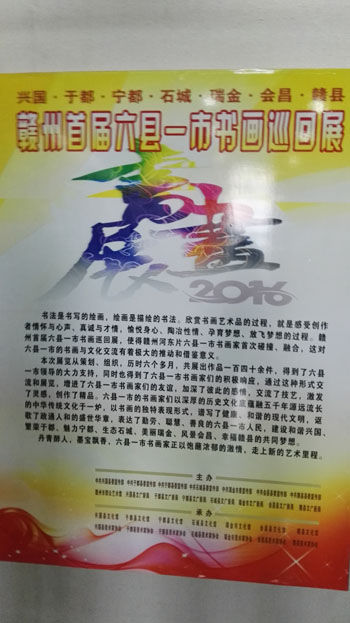 兴国·于都·宁都·石城·瑞金·会昌·赣县
赣州首届六县一市书画巡回展
書畫展
2016
书法是书写的绘画，绘画是描绘的书法。欣赏书画艺术品的过程，就是感受创作
者情怀与心声、真诚与才情，愉悦身心、陶冶性情、孕育梦想、放飞梦想的过程。赣
州首届六县一市书画巡回展，使得赣州河东片六县一市书画家首次碰撞、融合，这对
六县一市的书画与文化交流有着极大的推动和借鉴意义。
本次展览从策划、组织，历时六个多月，共展出作品一百四十余件，得到了六县
一市领导的大力支持，同时也得到了六县一市书画家们的积极响应，通过这种形式交
流和展览，增进了六县一市书画家们的友谊，加深了彼此的感情，交流了技艺，激发
了灵感，创作了精品。六县一市的书画家们以深厚的历史文化底蕴融五千年源远流长
的中华传统文化于一炉，以书画的独特表现形式，谱写了健康、和谐的现代文明，讴
歌了政通人和的盛世华章，表达了勤劳、聪慧、善良的六县一市人民，建设和谐兴国、
繁荣于都、魅力宁都、生态石城、美丽瑞金、风景会昌、幸福赣县的共同梦想。
丹青醉人，墨宝飘香，六县一市书画家正以饱蘸浓郁的激情，走上新的艺术里程。
主办
承办